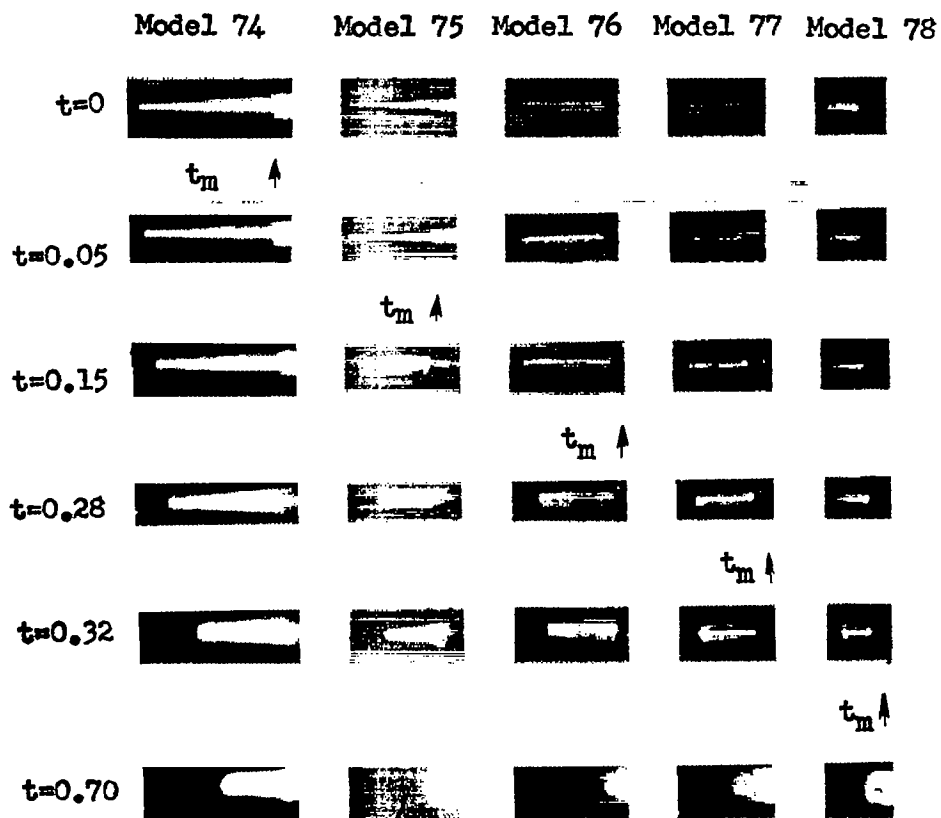 Model 74 Model 75 Model 76 Model 77 Model 78
t=0
tm
t=0.05
tm
t=0.15
tm
t=0.28
tm
t=0.32
tm
t=0.70